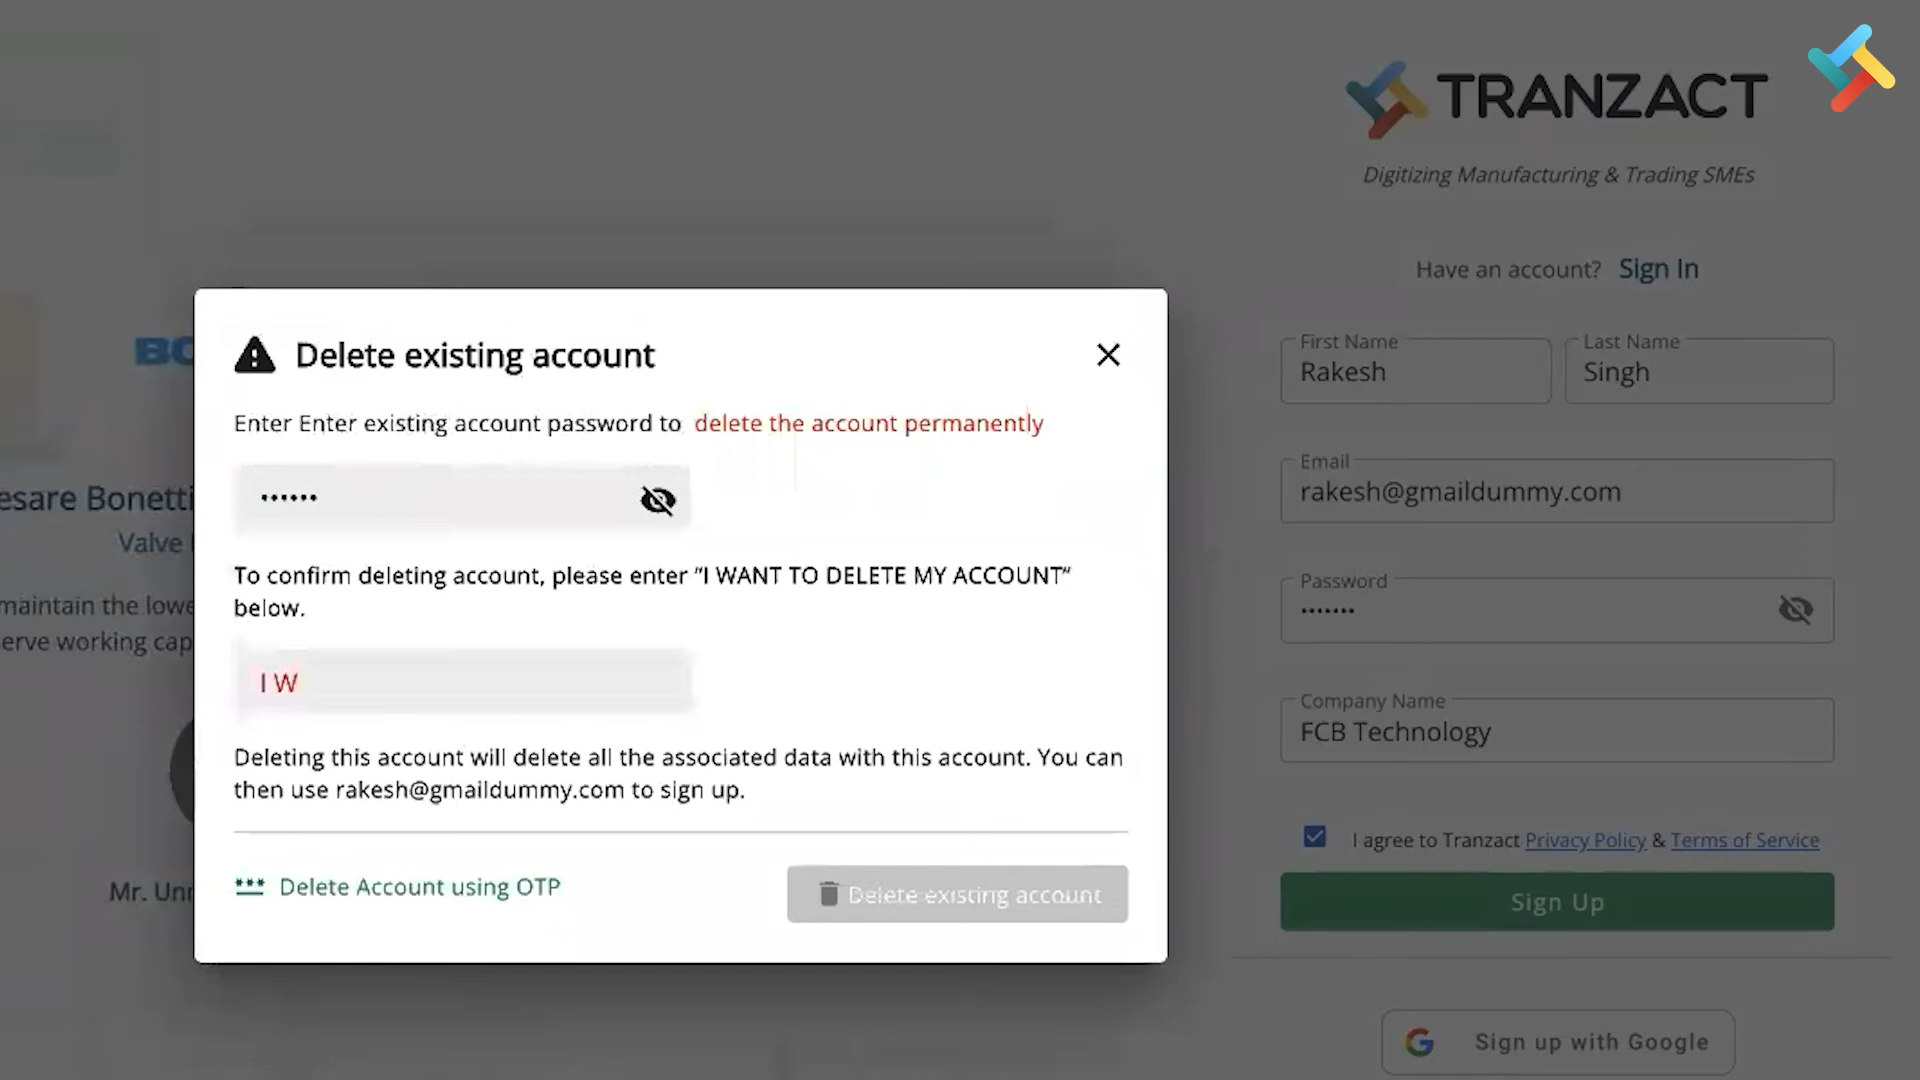 TRANZACT
Digitizing Manufacturing & Trading SMEs
Have an account? Sign In
First Name
Rakesh
Last Name
Singh
Email
rakesh@gmaildummy.com
Password
•••••••
Company Name
FCB Technology
I agree to Tranzact Privacy Policy & Terms of Service
Sign Up
Sign up with Google
Delete existing account
Enter Enter existing account password to delete the account permanently
••••••
To confirm deleting account, please enter “I WANT TO DELETE MY ACCOUNT”
below.
I W
Deleting this account will delete all the associated data with this account. You can
then use rakesh@gmaildummy.com to sign up.
Delete Account using OTP
Delete existing account
esare Bonetti
Valve
maintain the lowe
serve working cap
Mr.